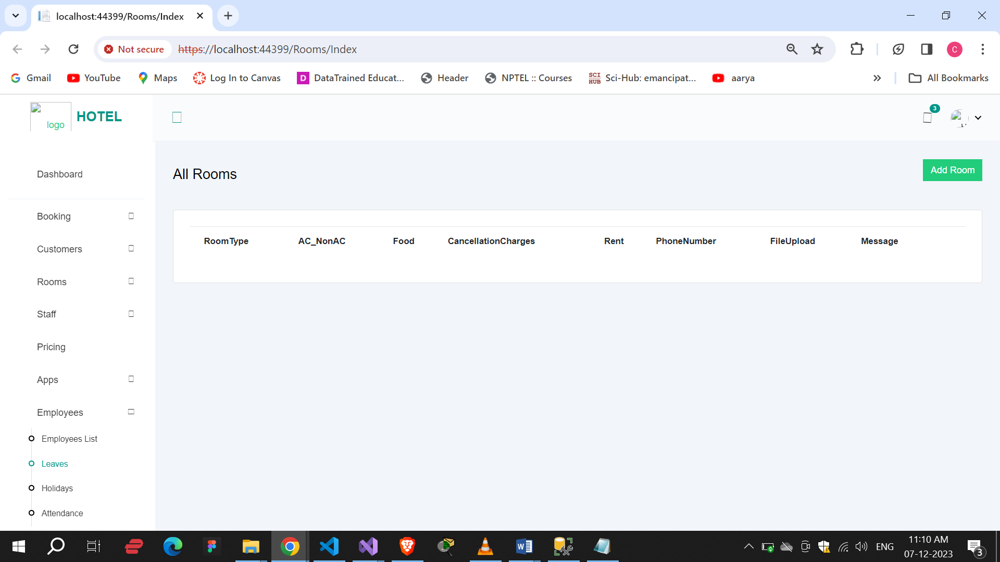 localhost:44399/Rooms/Index
Not secure https://localhost:44399/Rooms/Index
C
Gmail YouTube Maps Log In to Canvas D DataTrained Educat... Header NPTEL :: Courses SCI HUB Sci-Hub: emancipat... aarya » All Bookmarks
logo HOTEL
3
Dashboard
All Rooms
Add Room
Booking
Customers
Rooms
Staff
Pricing
Apps
Employees
Employees List
Leaves
Holidays
Attendance
RoomType AC_NonAC Food CancellationCharges Rent PhoneNumber FileUpload Message
ENG
11:10 AM
07-12-2023
3